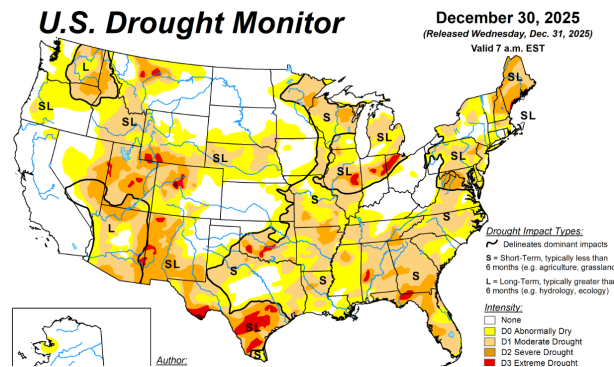 U.S. Drought Monitor
December 30, 2025
(Released Wednesday, Dec. 31, 2025)
Valid 7 a.m. EST
L
SL
SL
SL
S
SL
SL
SL
SL
SL
S
L
SL
S
S
S
S
SL
S
Drought Impact Types:
Delineates dominant impacts
S = Short-Term, typically less than
6 months (e.g. agriculture, grassland
L = Long-Term, typically greater than
6 months (e.g. hydrology, ecology)
Intensity:
None
D0 Abnormally Dry
D1 Moderate Drought
D2 Severe Drought
D3 Extreme Drought
Author: